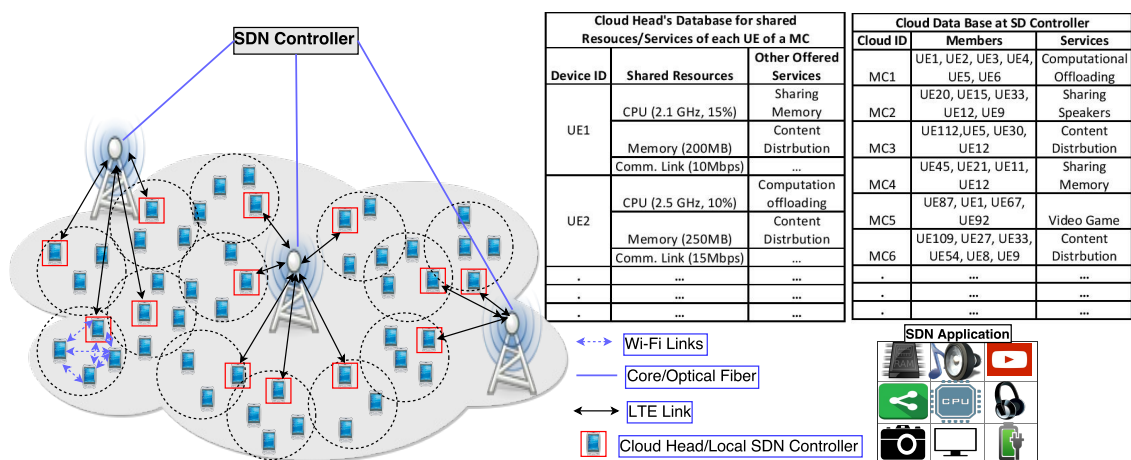 SDN Controller
Cloud Head's Database for shared
Resouces/Services of each UE of a MC
Device ID Shared Resources Other Offered
Services
UE1
CPU (2.1 GHz, 15%) Sharing
Memory
Memory (200MB) Content
Distrbution
Comm. Link (10Mbps) ...
UE2
CPU (2.5 GHz, 10%) Computation
offloading
Memory (250MB) Content
Distrbution
Comm. Link (15Mbps) ...
. ... ...
. ... ...
. ... ...
Cloud Data Base at SD Controller
Cloud ID Members Services
MC1 UE1, UE2, UE3, UE4,
UE5, UE6 Computational
Offloading
MC2 UE20, UE15, UE33,
UE12, UE9 Sharing
Speakers
MC3 UE112,UE5, UE30,
UE12 Content
Distrbution
MC4 UE45, UE21, UE11,
UE12 Sharing
Memory
MC5 UE87, UE1, UE67,
UE92 Video Game
MC6 UE109, UE27, UE33,
UE54, UE8, UE9 Content
Distrbution
. ... ...
. ... ...
. ... ...
Wi-Fi Links
Core/Optical Fiber
LTE Link
Cloud Head/Local SDN Controller
SDN Application
RAM
CPU